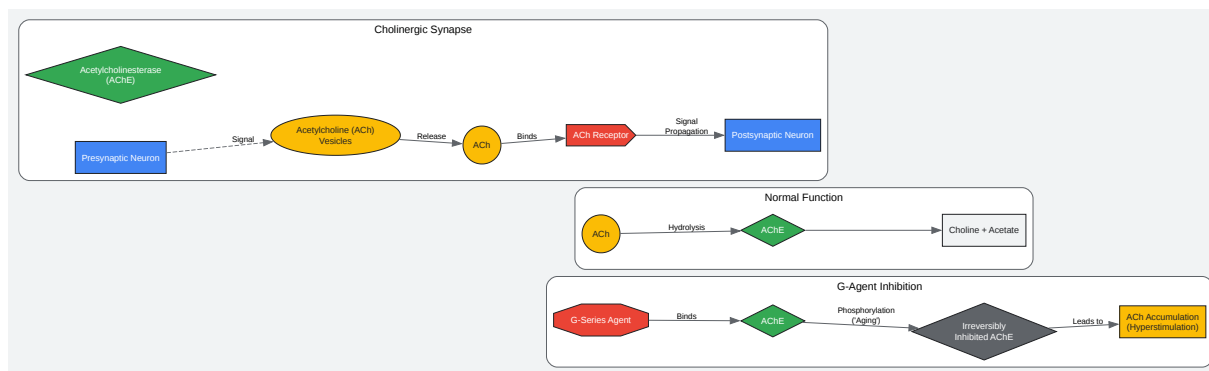 Cholinergic Synapse
Acetylcholinesterase
(AChE)
Presynaptic Neuron
Signal
Acetylcholine (ACh)
Vesicles
Release
ACh
Binds
ACh Receptor
Signal
Propagation
Postsynaptic Neuron
Normal Function
ACh
Hydrolysis
AChE
Choline + Acetate
G-Agent Inhibition
G-Series Agent
Binds
AChE
Phosphorylation
('Aging')
Irreversibly
Inhibited AChE
Leads to
ACh Accumulation
(Hyperstimulation)